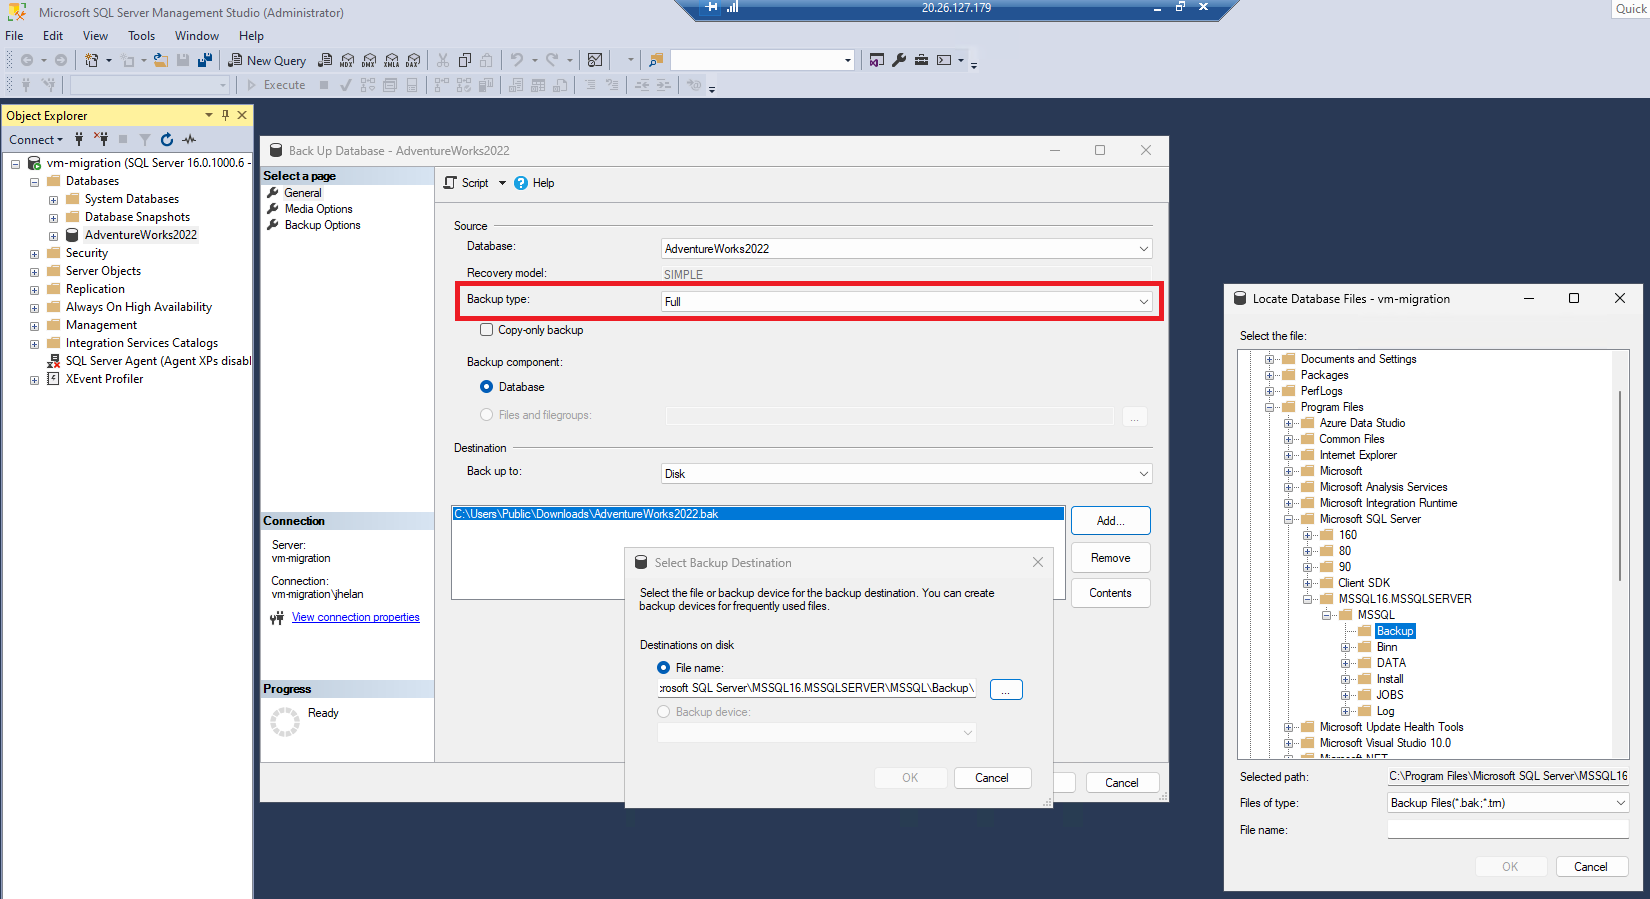 Microsoft SQL Server Management Studio (Administrator)
20.26.127.179
Quick
File Edit View Tools Window Help
New Query
MDX
DMX
XMLA
DAX
Execute
Object Explorer
Connect
vm-migration (SQL Server 16.0.1000.6 -
Databases
System Databases
Database Snapshots
AdventureWorks2022
Security
Server Objects
Replication
Always On High Availability
Management
Integration Services Catalogs
SQL Server Agent (Agent XPs disabl
XEvent Profiler
Back Up Database - AdventureWorks2022
Select a page
General
Media Options
Backup Options
Connection
Server:
vm-migration
Connection:
vm-migration\jhelan
View connection properties
Progress
Ready
Script
Help
Source
Database:
AdventureWorks2022
Recovery model:
SIMPLE
Backup type:
Full
Copy-only backup
Backup component:
Database
Files and filegroups:
...
Destination
Back up to:
Disk
C:\Users\Public\Downloads\AdventureWorks2022.bak
Add...
Remove
Contents
Cancel
Select Backup Destination
Select the file or backup device for the backup destination. You can create
backup devices for frequently used files.
Destinations on disk
File name:
rosoft SQL Server\MSSQL16.MSSQLSERVER\MSSQL\Backup\
...
Backup device:
OK
Cancel
Locate Database Files - vm-migration
Select the file:
Documents and Settings
Packages
PerfLogs
Program Files
Azure Data Studio
Common Files
Internet Explorer
Microsoft
Microsoft Analysis Services
Microsoft Integration Runtime
Microsoft SQL Server
160
80
90
Client SDK
MSSQL16.MSSQLSERVER
MSSQL
Backup
Binn
DATA
Install
JOBS
Log
Microsoft Update Health Tools
Microsoft Visual Studio 10.0
Microsoft.NET
Selected path:
C:\Program Files\Microsoft SQL Server\MSSQL16
Files of type:
Backup Files(*.bak;*.trn)
File name:
OK
Cancel